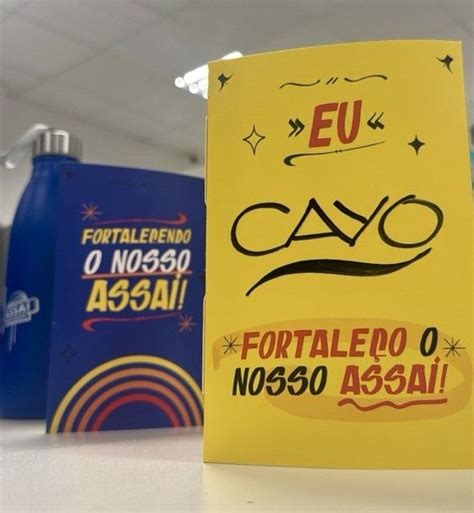 » EU «
CAYO
FORTALEÇO O
NOSSO ASSAÍ!
FORTALECENDO
O NOSSO
ASSAÍ!